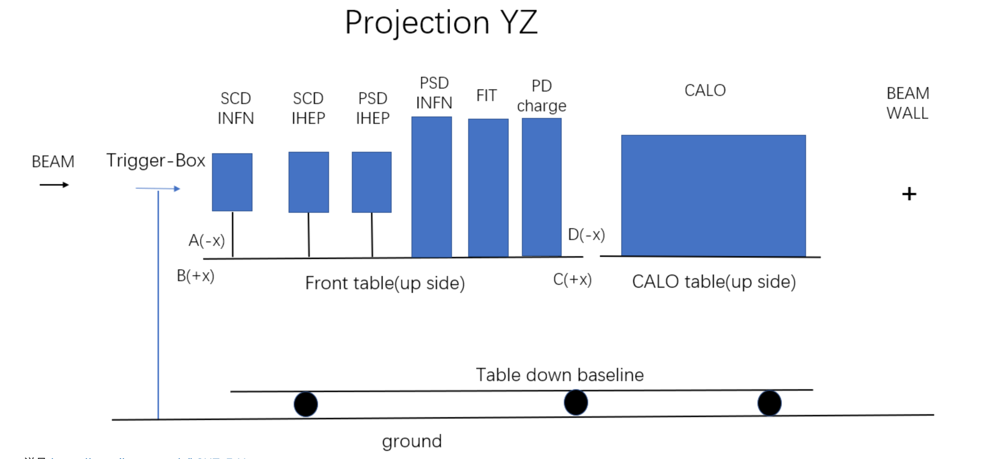 Projection YZ
SCD
INFN
SCD
IHEP
PSD
IHEP
PSD
INFN
FIT
PD
charge
CALO
BEAM
WALL
BEAM
Trigger-Box
+
A(-x)
D(-x)
B(+x)
Front table(up side)
C(+x)
CALO table(up side)
Table down baseline
ground